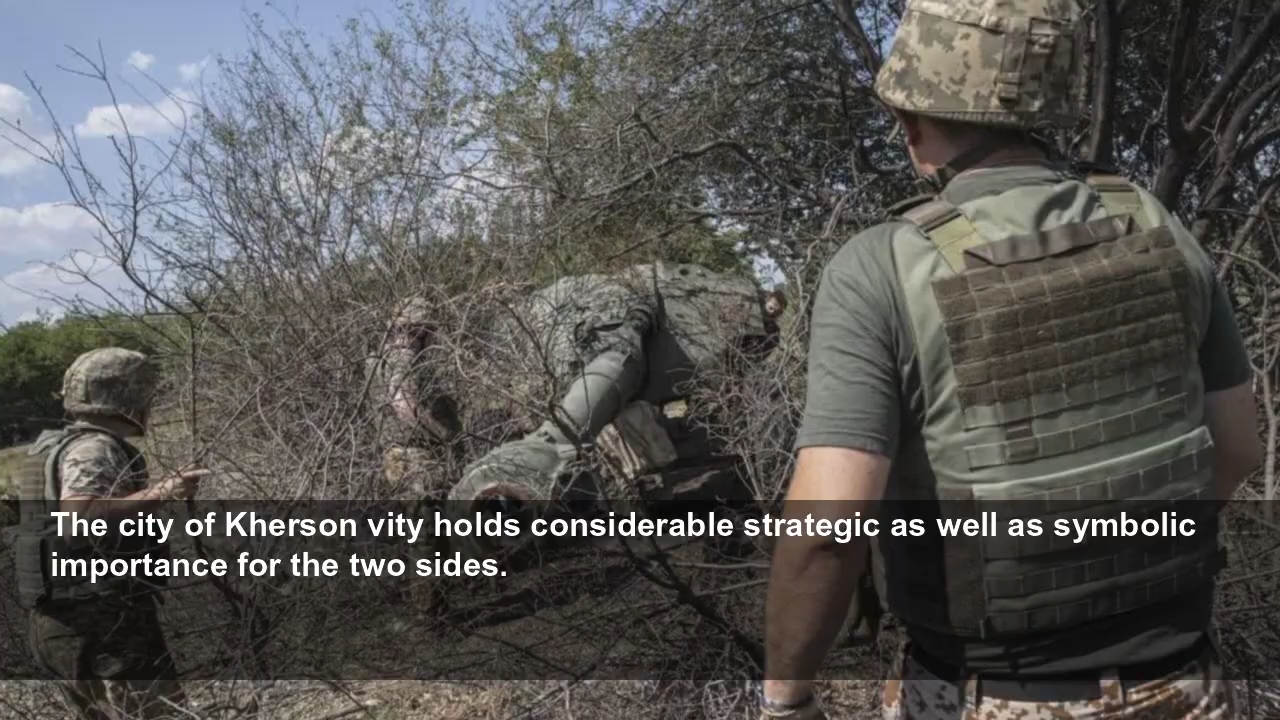 The city of Kherson vity holds considerable strategic as well as symbolic
importance for the two sides.